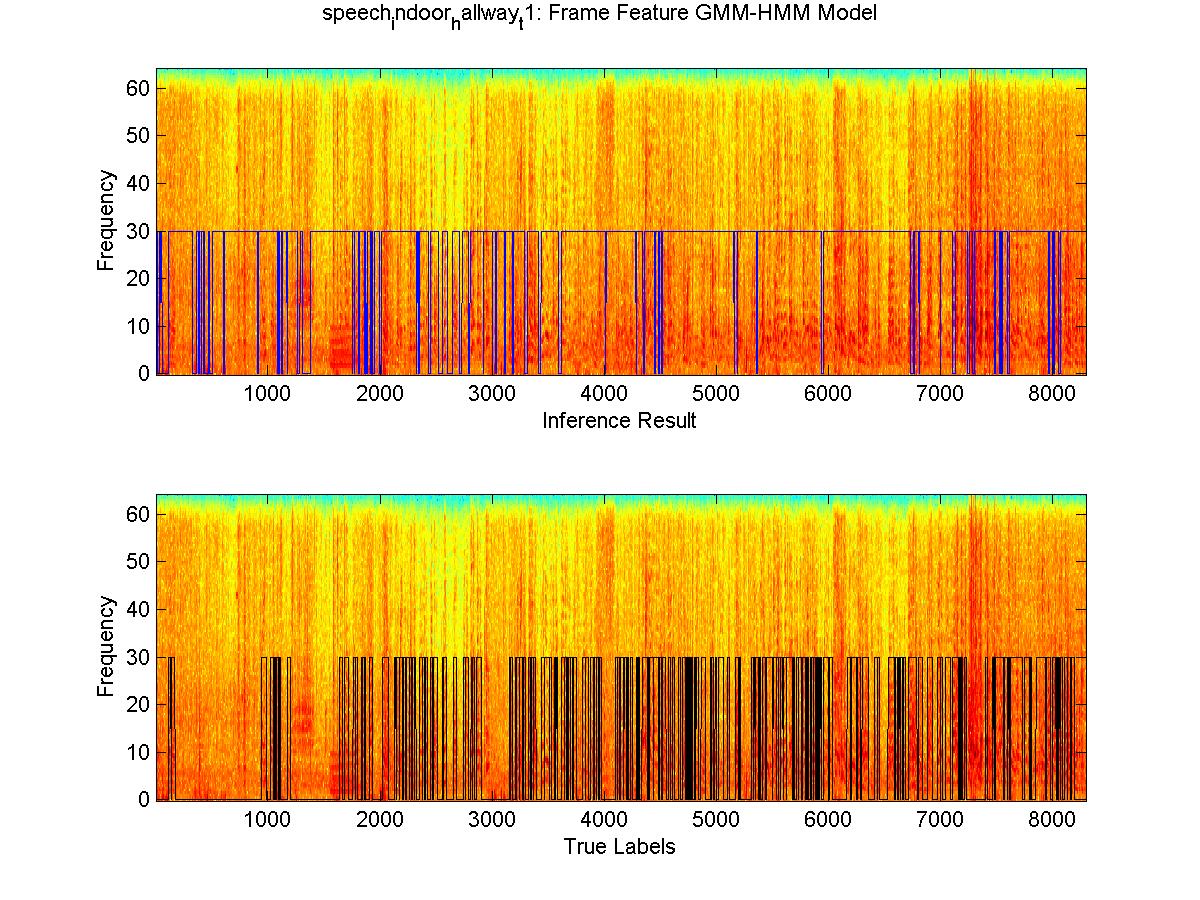 speech_indoor_hallway_t1: Frame Feature GMM-HMM Model
60
50
40
30
20
10
0
Frequency
1000 2000 3000 4000 5000 6000 7000 8000
Inference Result
60
50
40
30
20
10
0
Frequency
1000 2000 3000 4000 5000 6000 7000 8000
True Labels